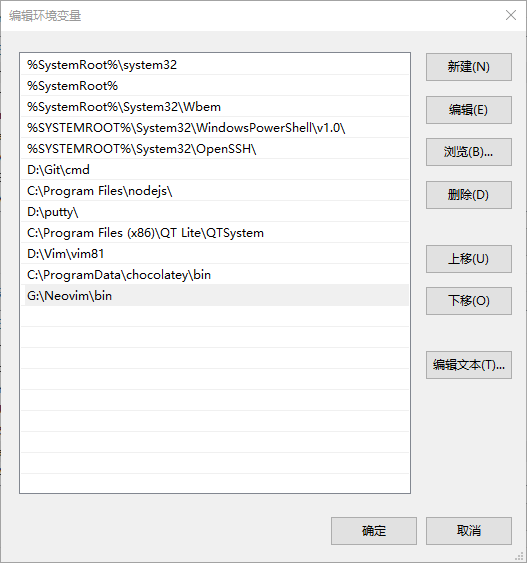 编辑环境变量
%SystemRoot%\system32
%SystemRoot%
%SystemRoot%\System32\Wbem
%SYSTEMROOT%\System32\WindowsPowerShell\v1.0\
%SYSTEMROOT%\System32\OpenSSH\
D:\Git\cmd
C:\Program Files\nodejs\
D:\putty\
C:\Program Files (x86)\QT Lite\QTSystem
D:\Vim\vim81
C:\ProgramData\chocolatey\bin
G:\Neovim\bin
新建(N)
编辑(E)
浏览(B)...
删除(D)
上移(U)
下移(O)
编辑文本(T)...
确定
取消